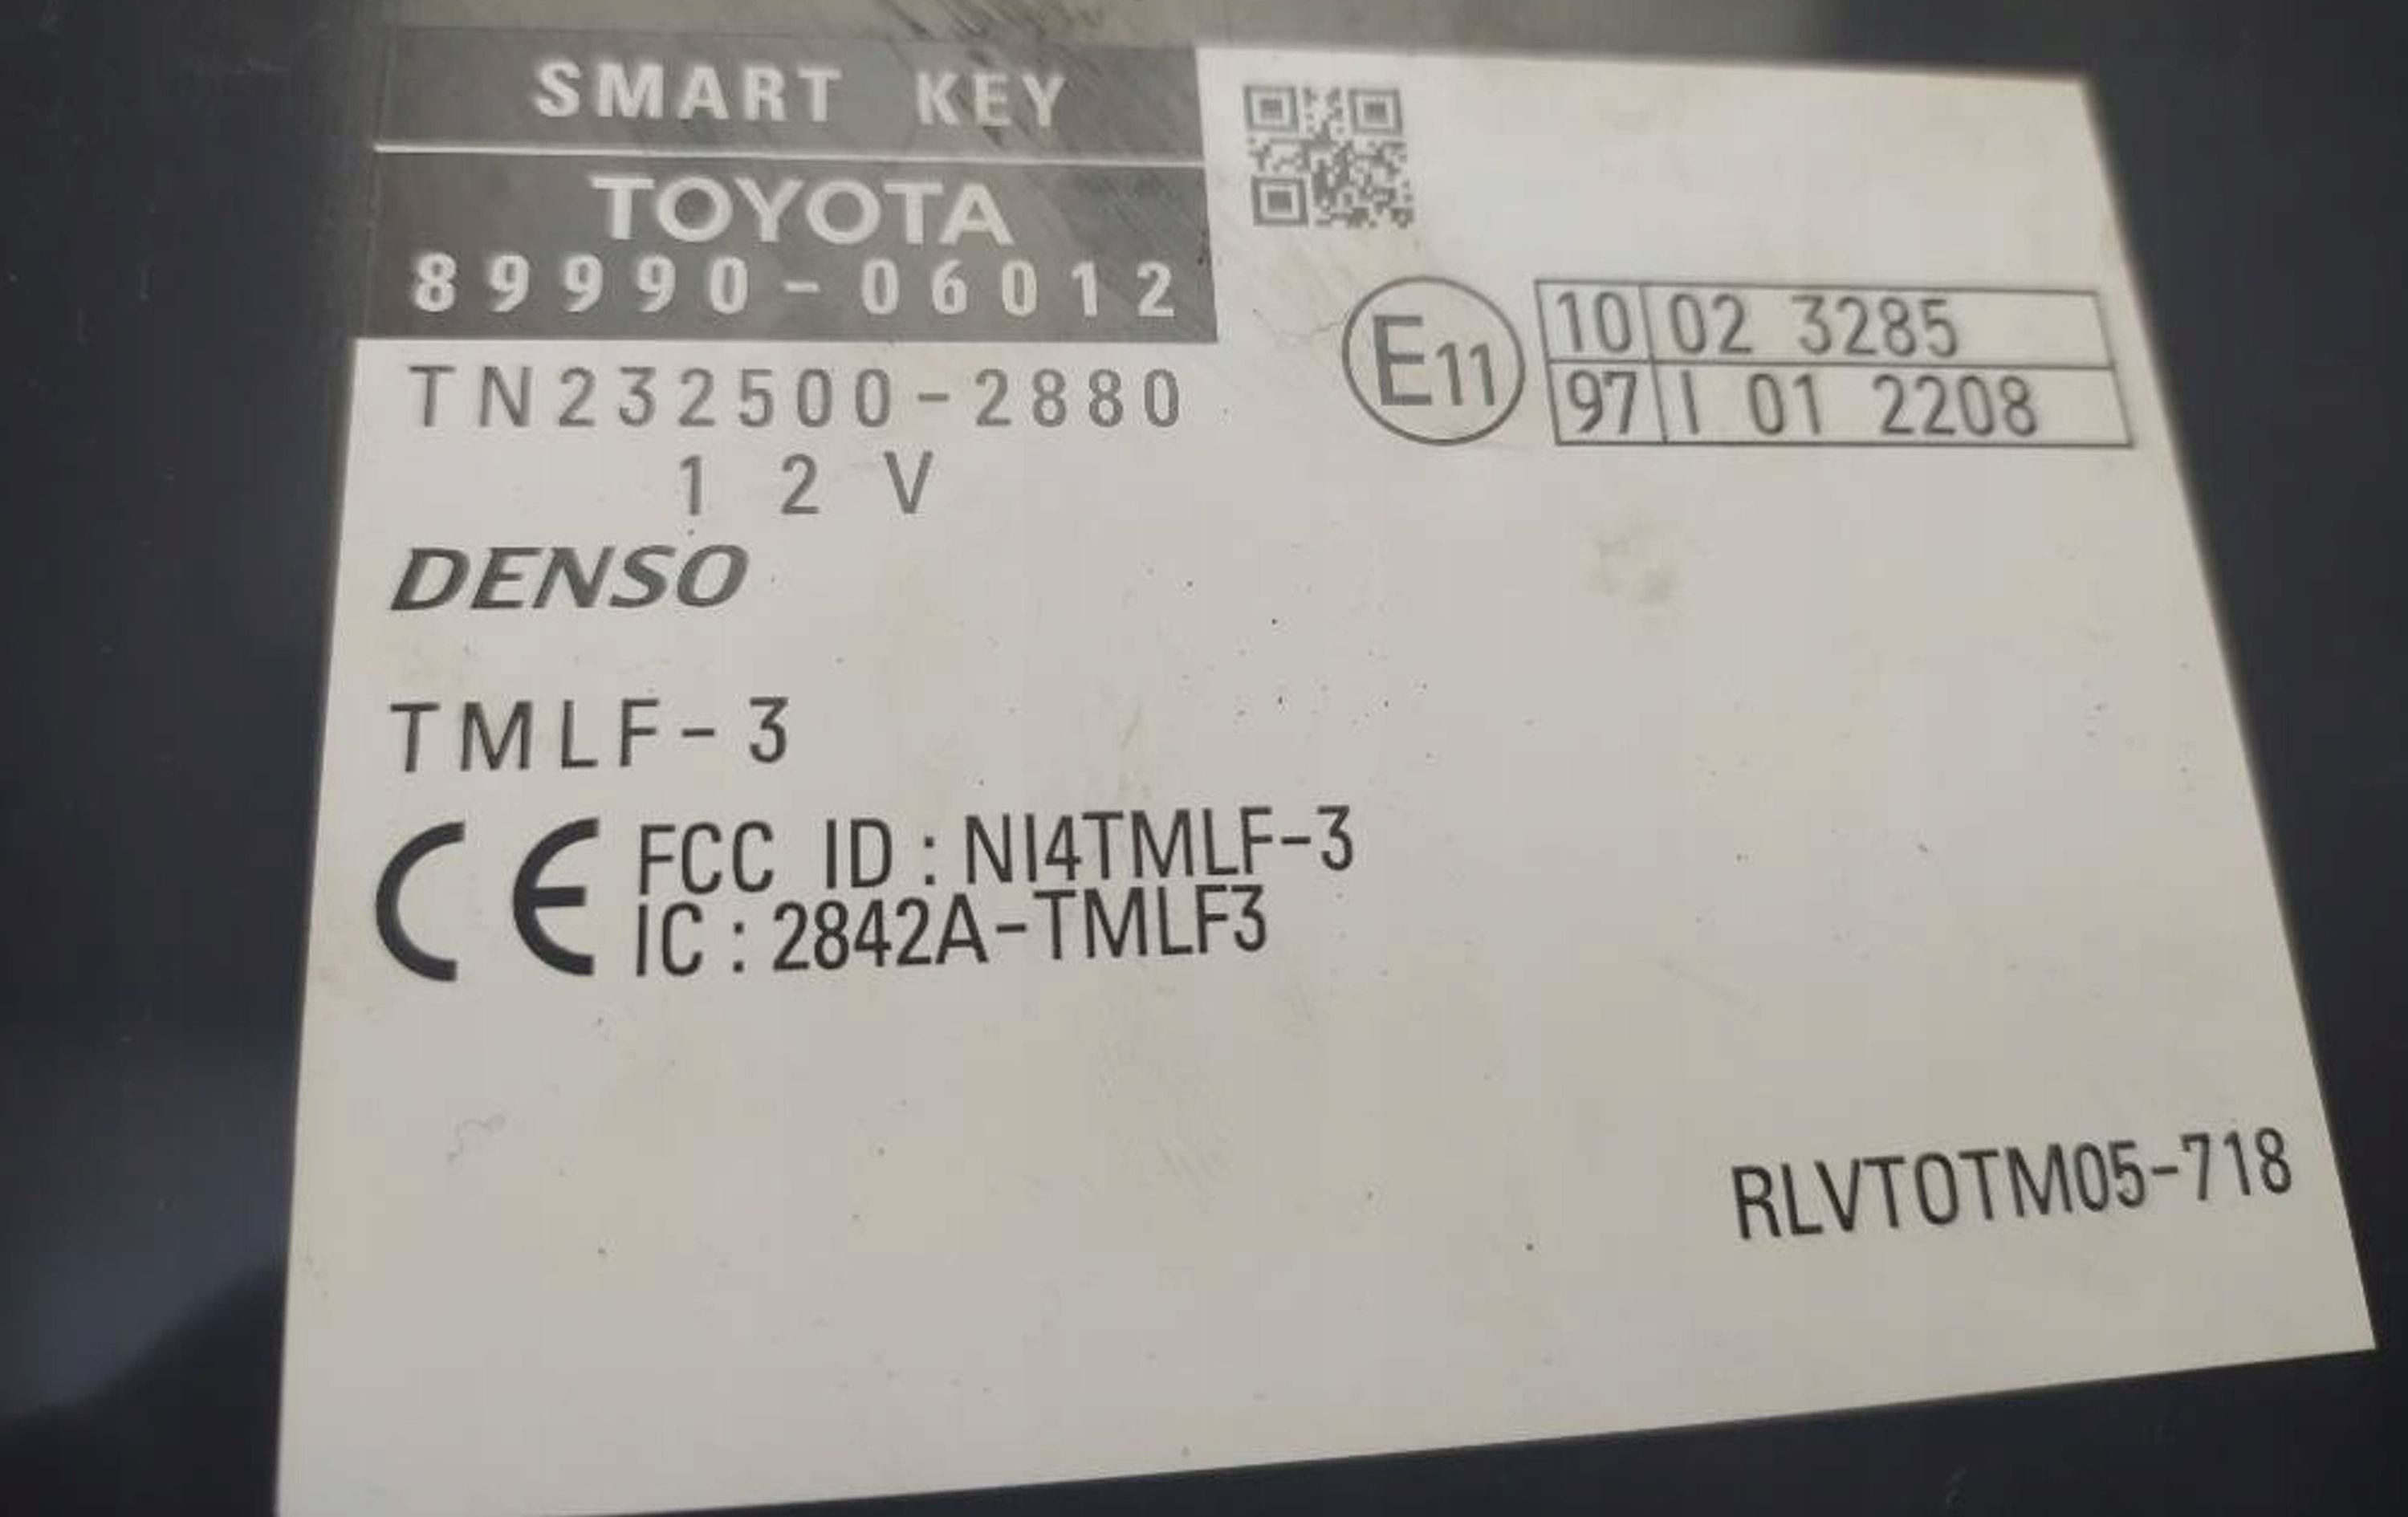 SMART KEY
TOYOTA
89990-06012
TN232500-2880
12V
DENSO
TMLF-3
CE FCC ID : NI4TMLF-3
IC : 2842A-TMLF3
E11
10 02 3285
97 I 01 2208
RLVTOTM05-718